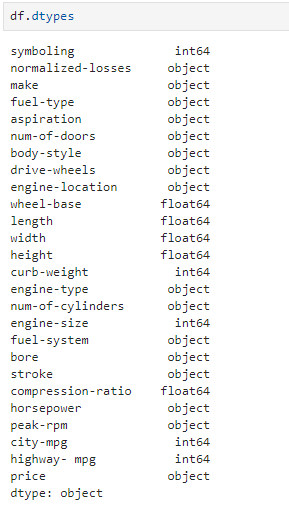 df.dtypes
symboling int64
normalized-losses object
make object
fuel-type object
aspiration object
num-of-doors object
body-style object
drive-wheels object
engine-location object
wheel-base float64
length float64
width float64
height float64
curb-weight int64
engine-type object
num-of-cylinders object
engine-size int64
fuel-system object
bore object
stroke object
compression-ratio float64
horsepower object
peak-rpm object
city-mpg int64
highway- mpg int64
price object
dtype: object